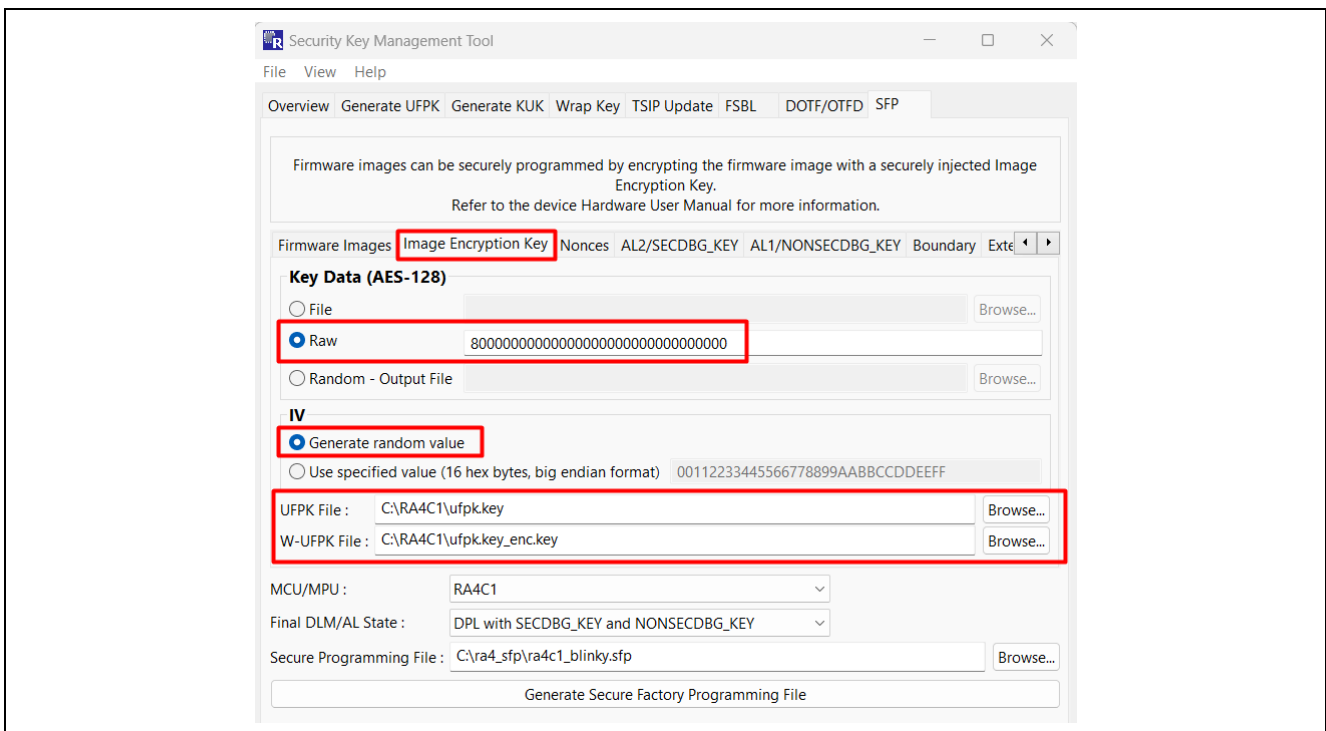 Security Key Management Tool
File View Help
Overview Generate UFPK Generate KUK Wrap Key TSIP Update FSBL DOTF/OTFD SFP
Firmware images can be securely programmed by encrypting the firmware image with a securely injected Image
Encryption Key.
Refer to the device Hardware User Manual for more information.
Firmware Images Image Encryption Key Nonces AL2/SECDBG_KEY AL1/NONSECDBG_KEY Boundary Exte
Key Data (AES-128)
File Browse...
Raw 80000000000000000000000000000000
Random - Output File Browse...
IV
Generate random value
Use specified value (16 hex bytes, big endian format) 00112233445566778899AABBCCDDEEFF
UFPK File : C:\RA4C1\ufpk.key Browse...
W-UFPK File : C:\RA4C1\ufpk.key_enc.key Browse...
MCU/MPU : RA4C1
Final DLM/AL State : DPL with SECDBG_KEY and NONSECDBG_KEY
Secure Programming File : C:\ra4_sfp\ra4c1_blinky.sfp Browse...
Generate Secure Factory Programming File